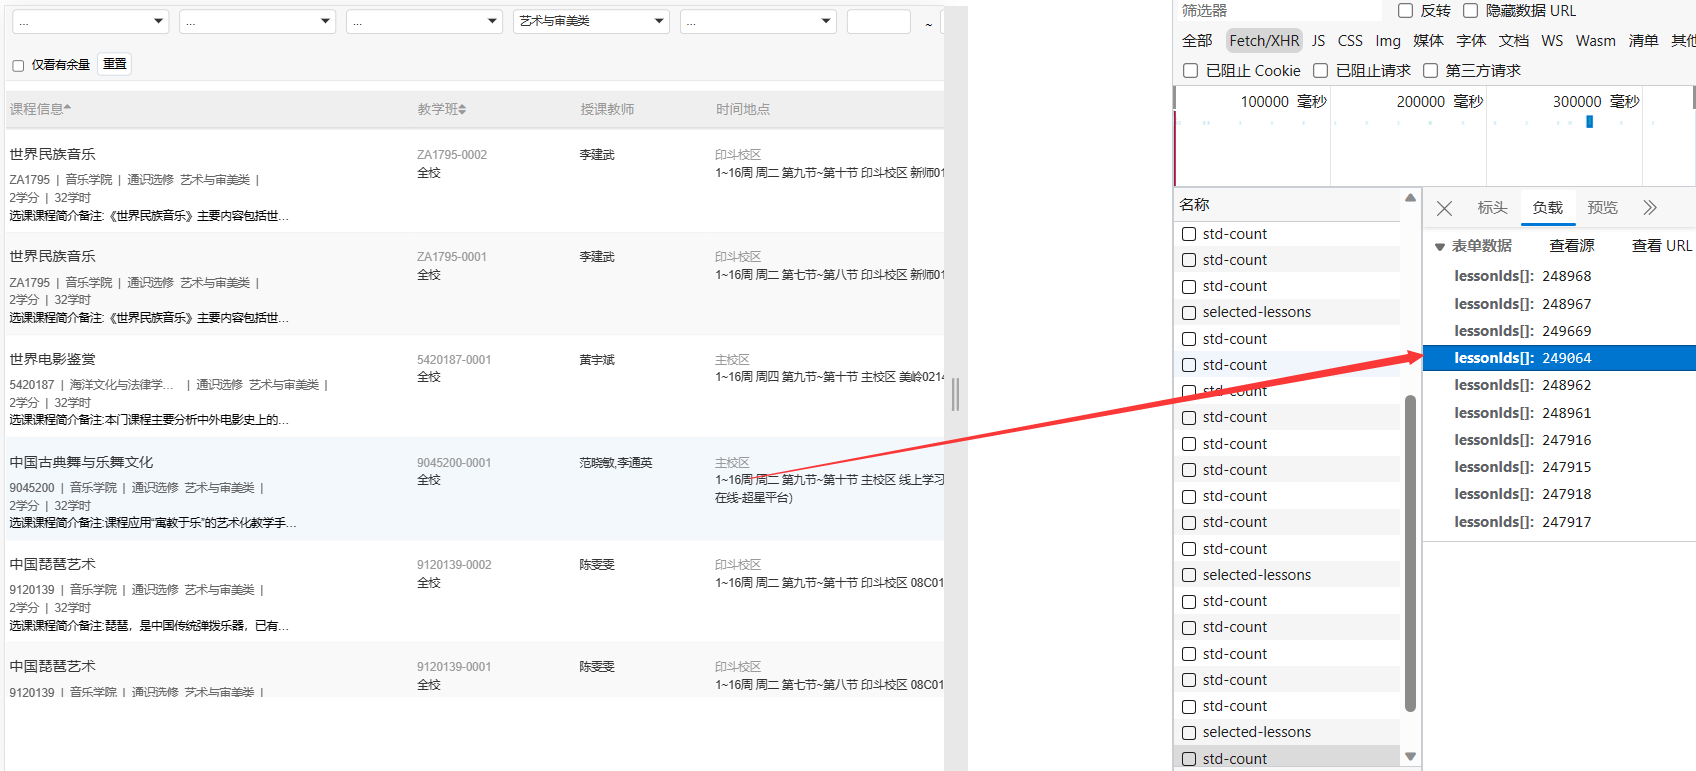 ... ... ... 艺术与审美类 ... ~
仅看有余量 重置
课程信息 教学班 授课教师 时间地点
世界民族音乐 ZA1795-0002 李建武 印斗校区
全校 1~16周 周二 第九节~第十节 印斗校区 新师01
ZA1795 | 音乐学院 | 通识选修 艺术与审美类 |
2学分 | 32学时
选课课程简介备注:《世界民族音乐》主要内容包括世...
世界民族音乐 ZA1795-0001 李建武 印斗校区
全校 1~16周 周二 第七节~第八节 印斗校区 新师01
ZA1795 | 音乐学院 | 通识选修 艺术与审美类 |
2学分 | 32学时
选课课程简介备注:《世界民族音乐》主要内容包括世...
世界电影鉴赏 5420187-0001 黄宇斌 主校区
全校 1~16周 周四 第九节~第十节 主校区 美岭0214
5420187 | 海洋文化与法律学... | 通识选修 艺术与审美类 |
2学分 | 32学时
选课课程简介备注:本门课程主要分析中外电影史上的...
中国古典舞与乐舞文化 9045200-0001 范晓敏,李通英 主校区
全校 1~16周 周二 第九节~第十节 主校区 线上学习
9045200 | 音乐学院 | 通识选修 艺术与审美类 | 在线-超星平台)
2学分 | 32学时
选课课程简介备注:课程应用“寓教于乐”的艺术化教学手...
中国琵琶艺术 9120139-0002 陈雯雯 印斗校区
全校 1~16周 周二 第九节~第十节 印斗校区 08C01
9120139 | 音乐学院 | 通识选修 艺术与审美类 |
2学分 | 32学时
选课课程简介备注:琵琶，是中国传统弹拨乐器，已有...
中国琵琶艺术 9120139-0001 陈雯雯 印斗校区
全校 1~16周 周二 第七节~第八节 印斗校区 08C01
9120139 | 音乐学院 | 通识选修 艺术与审美类 |
筛选器 反转 隐藏数据 URL
全部 Fetch/XHR JS CSS Img 媒体 字体 文档 WS Wasm 清单 其他
已阻止 Cookie 已阻止请求 第三方请求
100000 毫秒 200000 毫秒 300000 毫秒
名称
std-count
std-count
std-count
selected-lessons
std-count
std-count
std-count
std-count
std-count
std-count
std-count
std-count
std-count
selected-lessons
std-count
std-count
std-count
std-count
std-count
selected-lessons
std-count
标头 负载 预览
表单数据 查看源 查看 URL
lessonIds[]: 248968
lessonIds[]: 248967
lessonIds[]: 249669
lessonIds[]: 249064
lessonIds[]: 248962
lessonIds[]: 248961
lessonIds[]: 247916
lessonIds[]: 247915
lessonIds[]: 247918
lessonIds[]: 247917